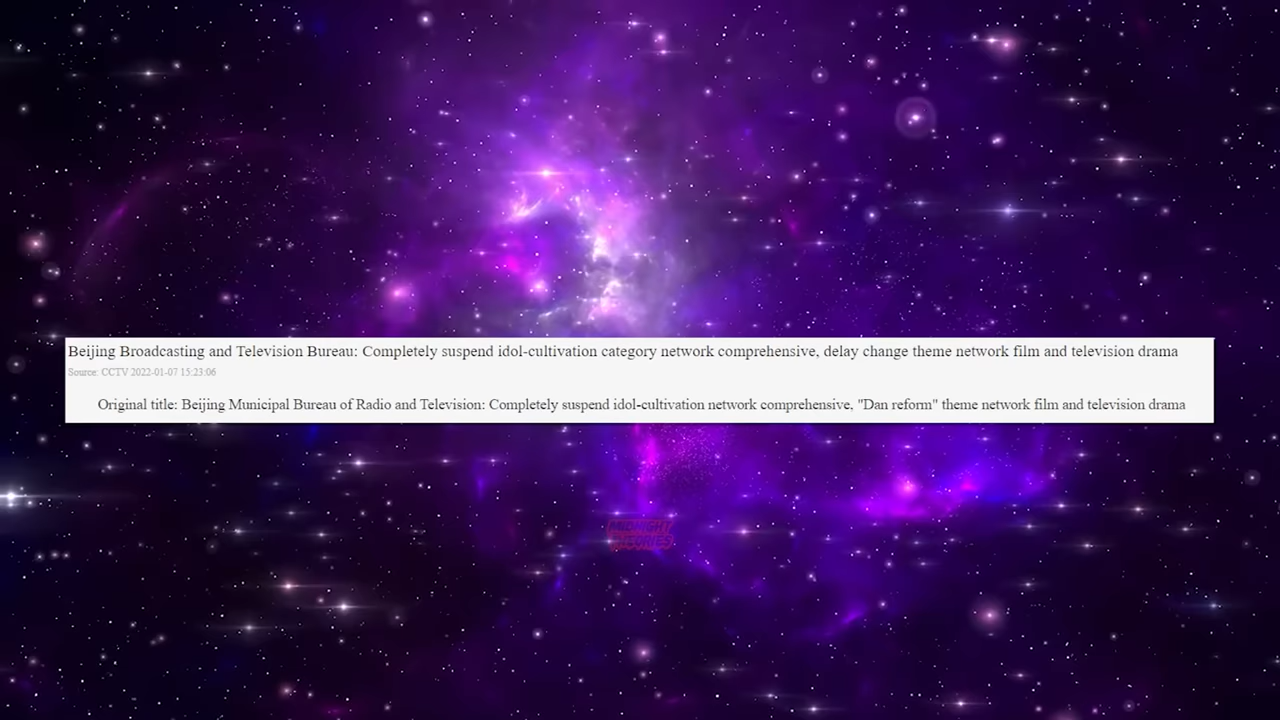 Beijing Broadcasting and Television Bureau: Completely suspend idol-cultivation category network comprehensive, delay change theme network film and television drama
Source: CCTV 2022-01-07 15:23:06
Original title: Beijing Municipal Bureau of Radio and Television: Completely suspend idol-cultivation network comprehensive, "Dan reform" theme network film and television drama
MIDNIGHT
THEORIES